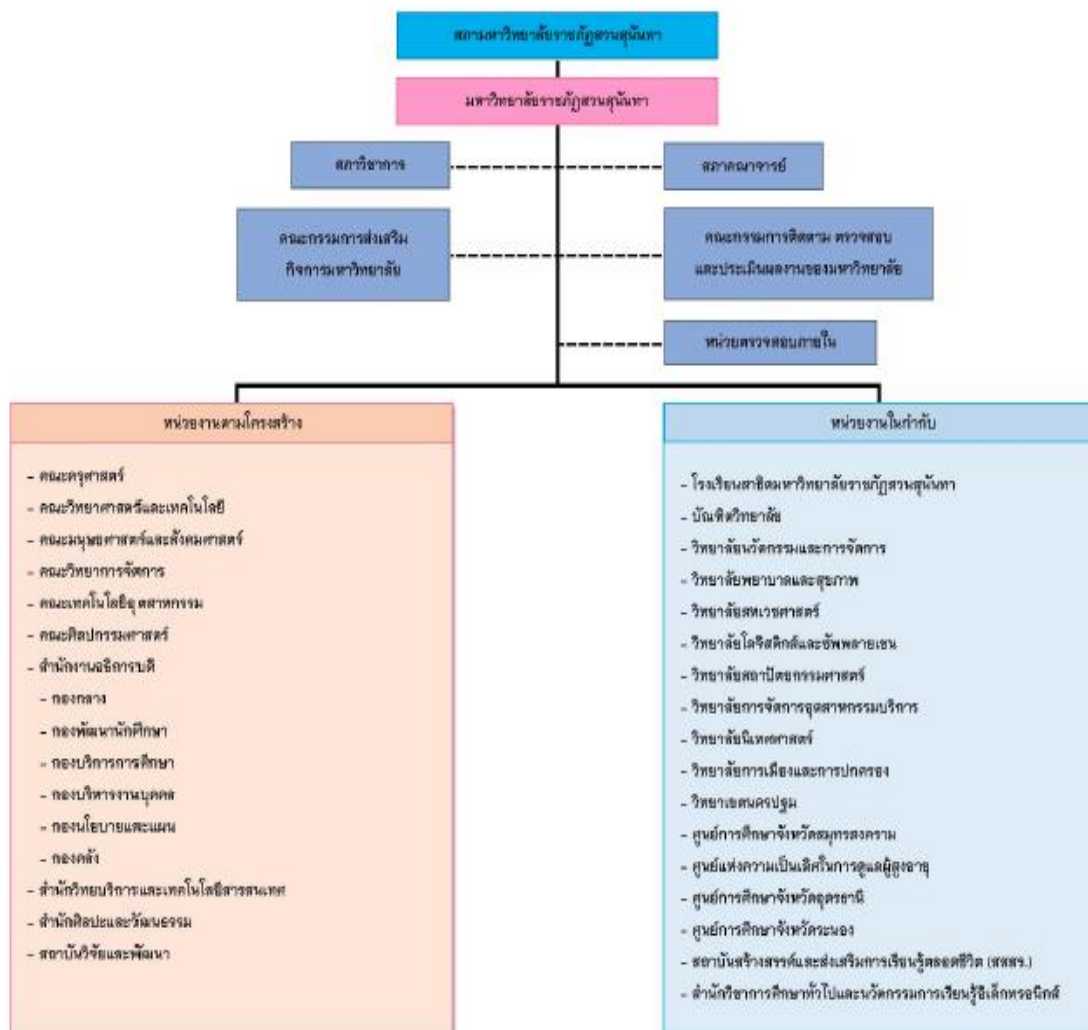 สภามหาวิทยาลัยราชภัฏสวนสุนันทา
มหาวิทยาลัยราชภัฏสวนสุนันทา
สภาวิชาการ
สภาคณาจารย์
คณะกรรมการส่งเสริม
กิจการมหาวิทยาลัย
คณะกรรมการติดตาม ตรวจสอบ
และประเมินผลงานของมหาวิทยาลัย
หน่วยตรวจสอบภายใน
หน่วยงานตามโครงสร้าง
- คณะครุศาสตร์
- คณะวิทยาศาสตร์และเทคโนโลยี
- คณะมนุษยศาสตร์และสังคมศาสตร์
- คณะวิทยาการจัดการ
- คณะเทคโนโลยีอุตสาหกรรม
- คณะศิลปกรรมศาสตร์
- สำนักงานอธิการบดี
- กองกลาง
- กองพัฒนานักศึกษา
- กองบริการการศึกษา
- กองบริหารงานบุคคล
- กองนโยบายและแผน
- กองคลัง
- สำนักวิทยบริการและเทคโนโลยีสารสนเทศ
- สำนักศิลปะและวัฒนธรรม
- สถาบันวิจัยและพัฒนา
หน่วยงานในกำกับ
- โรงเรียนสาธิตมหาวิทยาลัยราชภัฏสวนสุนันทา
- บัณฑิตวิทยาลัย
- วิทยาลัยนวัตกรรมและการจัดการ
- วิทยาลัยพยาบาลและสุขภาพ
- วิทยาลัยสหเวชศาสตร์
- วิทยาลัยโลจิสติกส์และซัพพลายเชน
- วิทยาลัยสถาปัตยกรรมศาสตร์
- วิทยาลัยการจัดการอุตสาหกรรมบริการ
- วิทยาลัยนิเทศศาสตร์
- วิทยาลัยการเมืองและการปกครอง
- วิทยาเขตนครปฐม
- ศูนย์การศึกษาจังหวัดสมุทรสงคราม
- ศูนย์แห่งความเป็นเลิศในการดูแลผู้สูงอายุ
- ศูนย์การศึกษาจังหวัดอุดรธานี
- ศูนย์การศึกษาจังหวัดระนอง
- สถาบันสร้างสรรค์และส่งเสริมการเรียนรู้ตลอดชีวิต (สสสร.)
- สำนักวิชาการศึกษาทั่วไปและนวัตกรรมการเรียนรู้อิเล็กทรอนิกส์